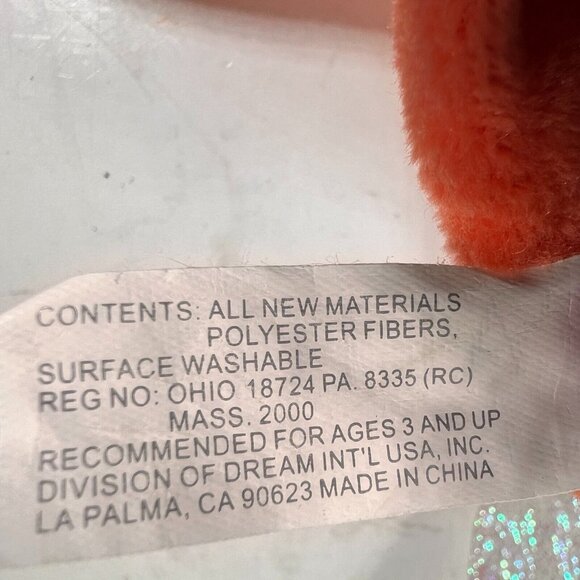 CONTENTS: ALL NEW MATERIALS
POLYESTER FIBERS,
SURFACE WASHABLE
REG NO: OHIO 18724 PA. 8335 (RC)
MASS. 2000
RECOMMENDED FOR AGES 3 AND UP
DIVISION OF DREAM INT'L USA, INC.
LA PALMA, CA 90623 MADE IN CHINA